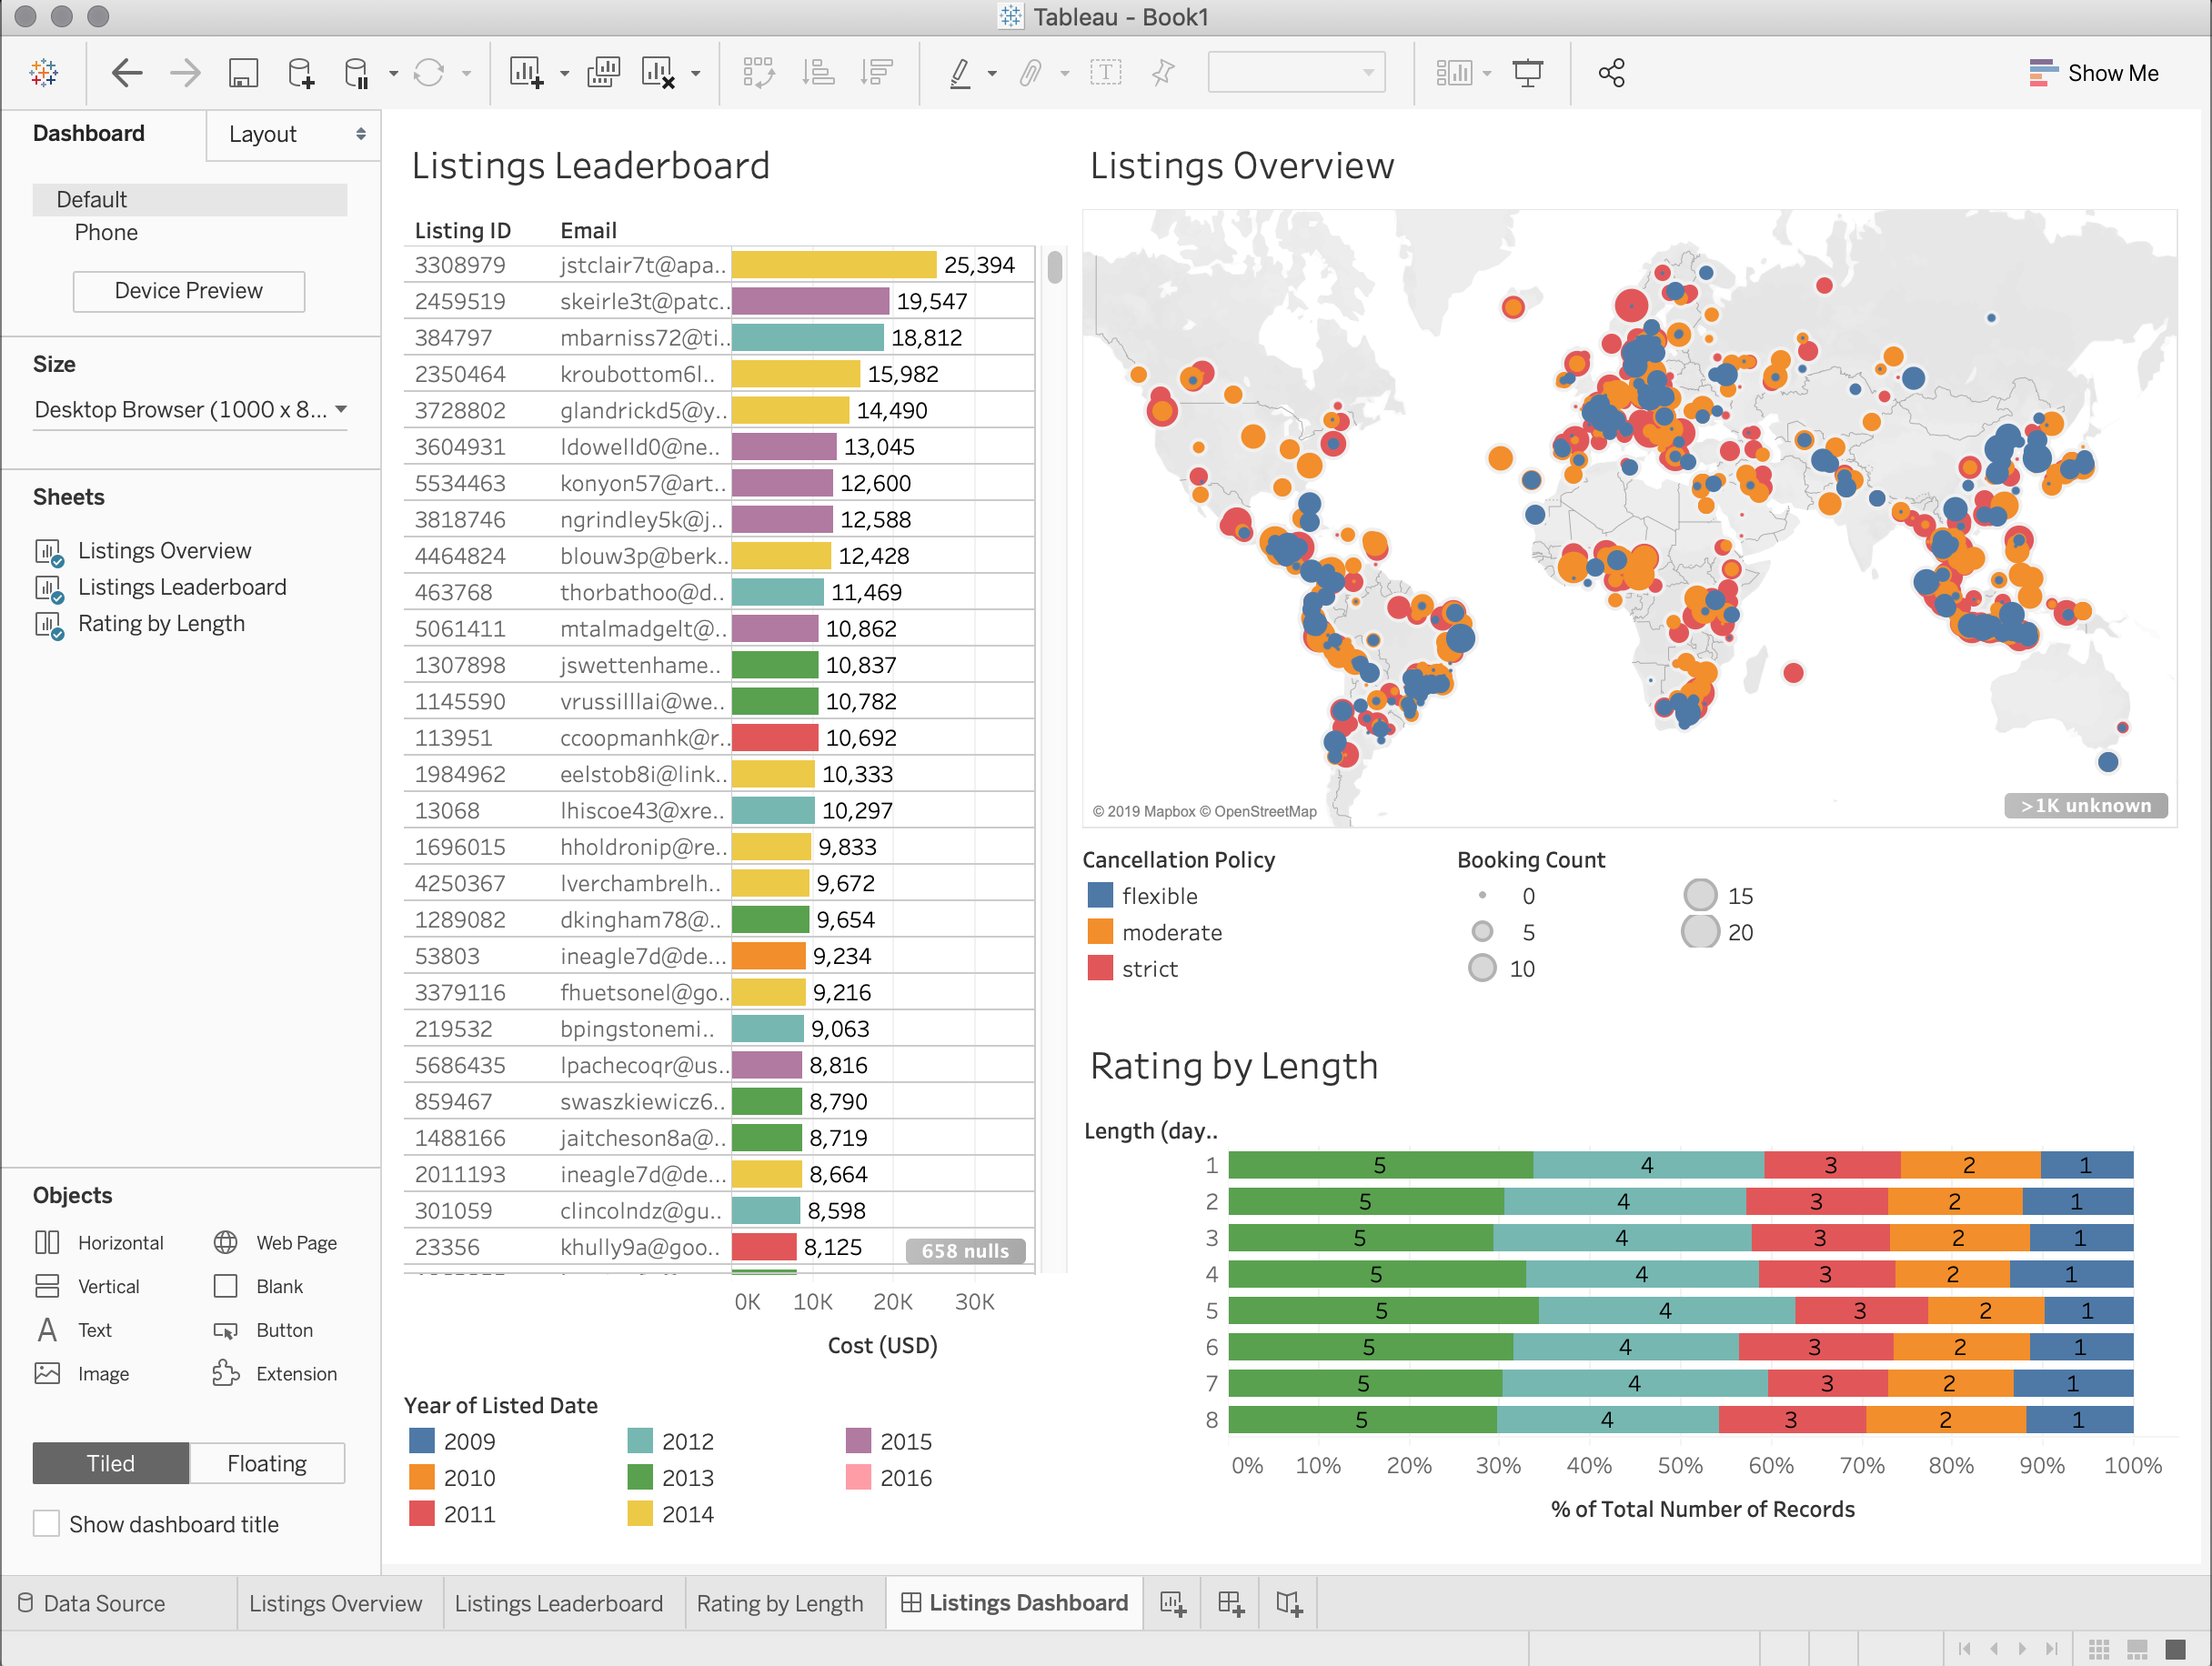 Tableau - Book1
Show Me
Dashboard
Layout
Default
Phone
Device Preview
Size
Desktop Browser (1000 x 8...
Sheets
Listings Overview
Listings Leaderboard
Rating by Length
Objects
Horizontal
Web Page
Vertical
Blank
Text
Button
Image
Extension
Tiled
Floating
Show dashboard title
Listings Leaderboard
Listing ID Email
3308979 jstclair7t@apa.. 25,394
2459519 skeirle3t@patc.. 19,547
384797 mbarniss72@ti.. 18,812
2350464 kroubottom6l.. 15,982
3728802 glandrickd5@y.. 14,490
3604931 ldowelld0@ne.. 13,045
5534463 konyon57@art.. 12,600
3818746 ngrindley5k@j.. 12,588
4464824 blouw3p@berk.. 12,428
463768 thorbathoo@d.. 11,469
5061411 mtalmadgelt@.. 10,862
1307898 jswettenhame.. 10,837
1145590 vrussilllai@we.. 10,782
113951 ccoopmanhk@r.. 10,692
1984962 eelstob8i@link.. 10,333
13068 lhiscoe43@xre.. 10,297
1696015 hholdronip@re.. 9,833
4250367 lverchambrelh.. 9,672
1289082 dkingham78@.. 9,654
53803 ineagle7d@de... 9,234
3379116 fhuetsonel@go.. 9,216
219532 bpingstonemi.. 9,063
5686435 lpachecoqr@us.. 8,816
859467 swaszkiewicz6.. 8,790
1488166 jaitcheson8a@.. 8,719
2011193 ineagle7d@de... 8,664
301059 clincolndz@gu.. 8,598
23356 khully9a@goo.. 8,125
658 nulls
0K 10K 20K 30K
Cost (USD)
Year of Listed Date
2009 2012 2015
2010 2013 2016
2011 2014
Listings Overview
© 2019 Mapbox © OpenStreetMap
>1K unknown
Cancellation Policy
flexible
moderate
strict
Booking Count
0 15
5 20
10
Rating by Length
Length (day..
1 5 4 3 2 1
2 5 4 3 2 1
3 5 4 3 2 1
4 5 4 3 2 1
5 5 4 3 2 1
6 5 4 3 2 1
7 5 4 3 2 1
8 5 4 3 2 1
0% 10% 20% 30% 40% 50% 60% 70% 80% 90% 100%
% of Total Number of Records
Data Source
Listings Overview
Listings Leaderboard
Rating by Length
Listings Dashboard